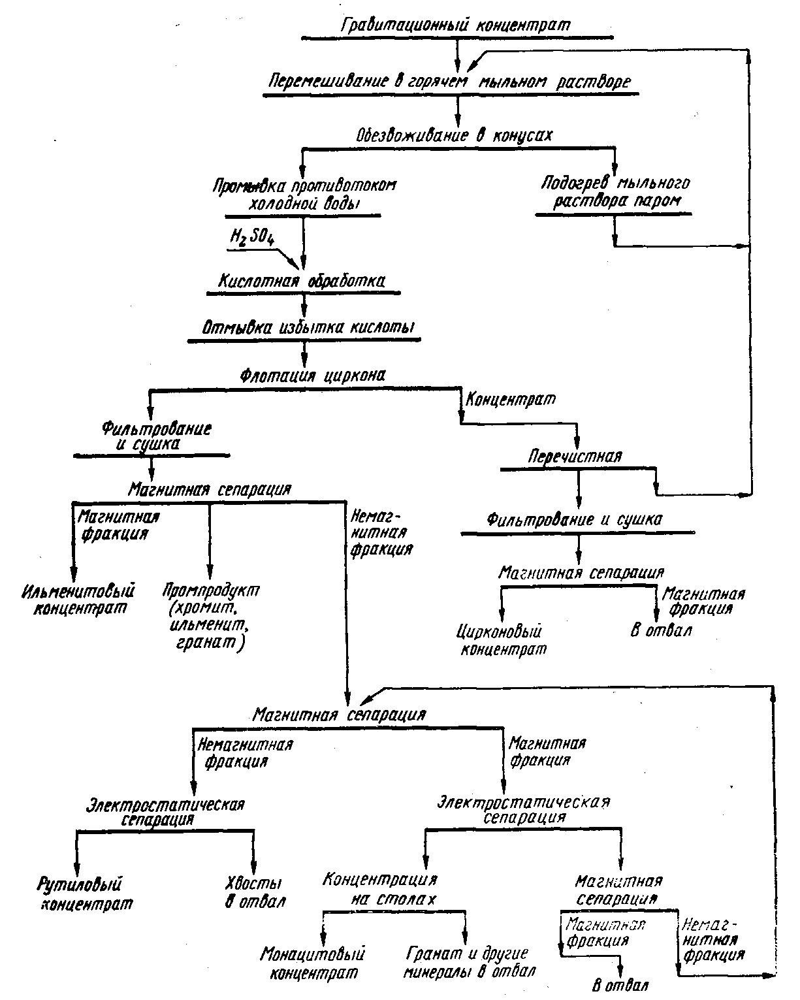 Гравитационный концентрат
Перемешивание в горячем мыльном растворе
Обезвоживание в конусах
Промывка противотоком
холодной воды
Подогрев мыльного
раствора паром
H₂SO₄
Кислотная обработка
Отмывка избытка кислоты
Флотация циркона
Концентрат
Фильтрование
и сушка
Перечистная
Магнитная сепарация
Магнитная
фракция
Немаг-
нитная
фракция
Фильтрование и сушка
Магнитная сепарация
Ильменитовый
концентрат
Промпродукт
(хромит,
ильменит,
гранат)
Магнитная
фракция
Цирконовый
концентрат
В отвал
Магнитная сепарация
Немагнитная
фракция
Магнитная
фракция
Электростатическая
сепарация
Электростатическая
сепарация
Рутиловый
концентрат
Хвосты
в отвал
Концентрация
на столах
Магнитная
сепарация
Магнитная
фракция
Немаг-
нитная
фракция
Монацитовый
концентрат
Гранат и другие
минералы в отвал
В отвал